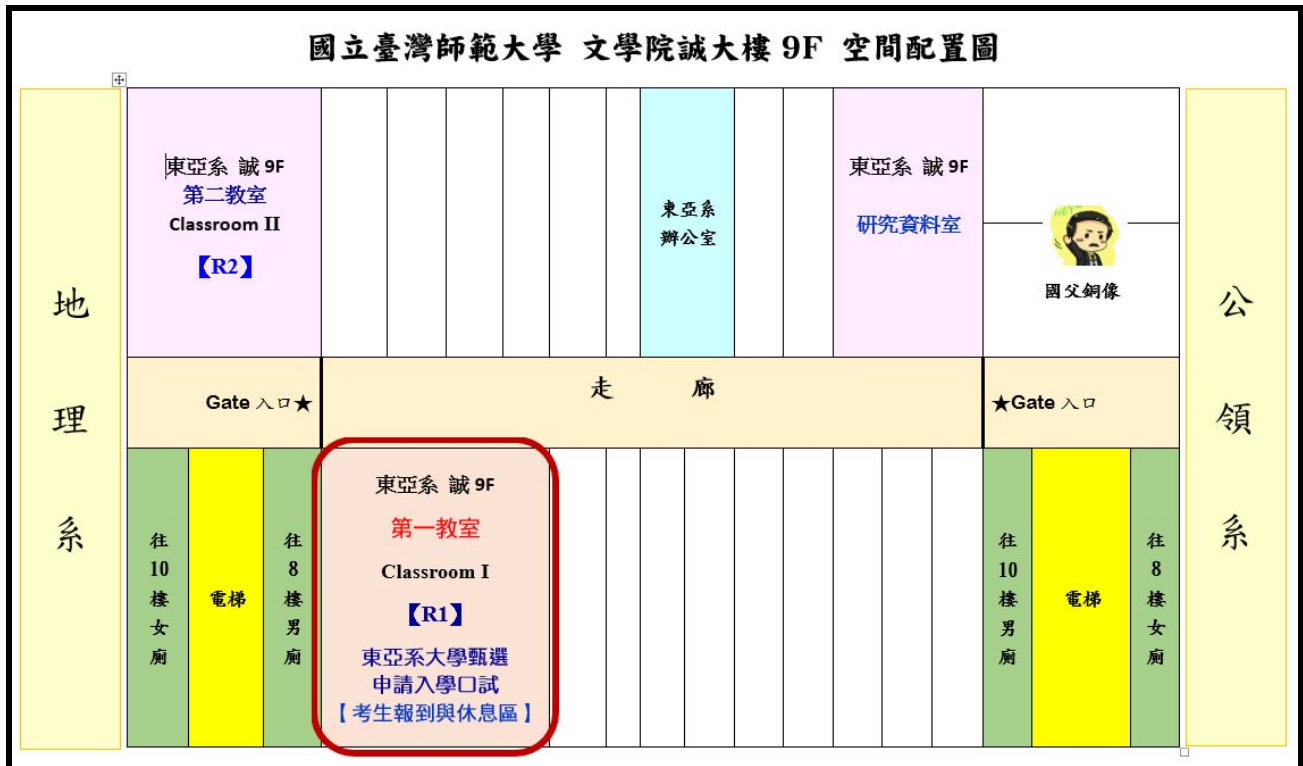 國立臺灣師範大學 文學院誠大樓 9F 空間配置圖
地理系
東亞系 誠 9F
第二教室
Classroom II
【R2】
東亞系
辦公室
東亞系 誠 9F
研究資料室
HEY~
國父銅像
公領系
Gate 入口★
走 廊
★Gate 入口
往10樓女廁
電梯
往8樓男廁
東亞系 誠 9F
第一教室
Classroom I
【R1】
東亞系大學甄選
申請入學口試
【考生報到與休息區】
往10樓男廁
電梯
往8樓女廁